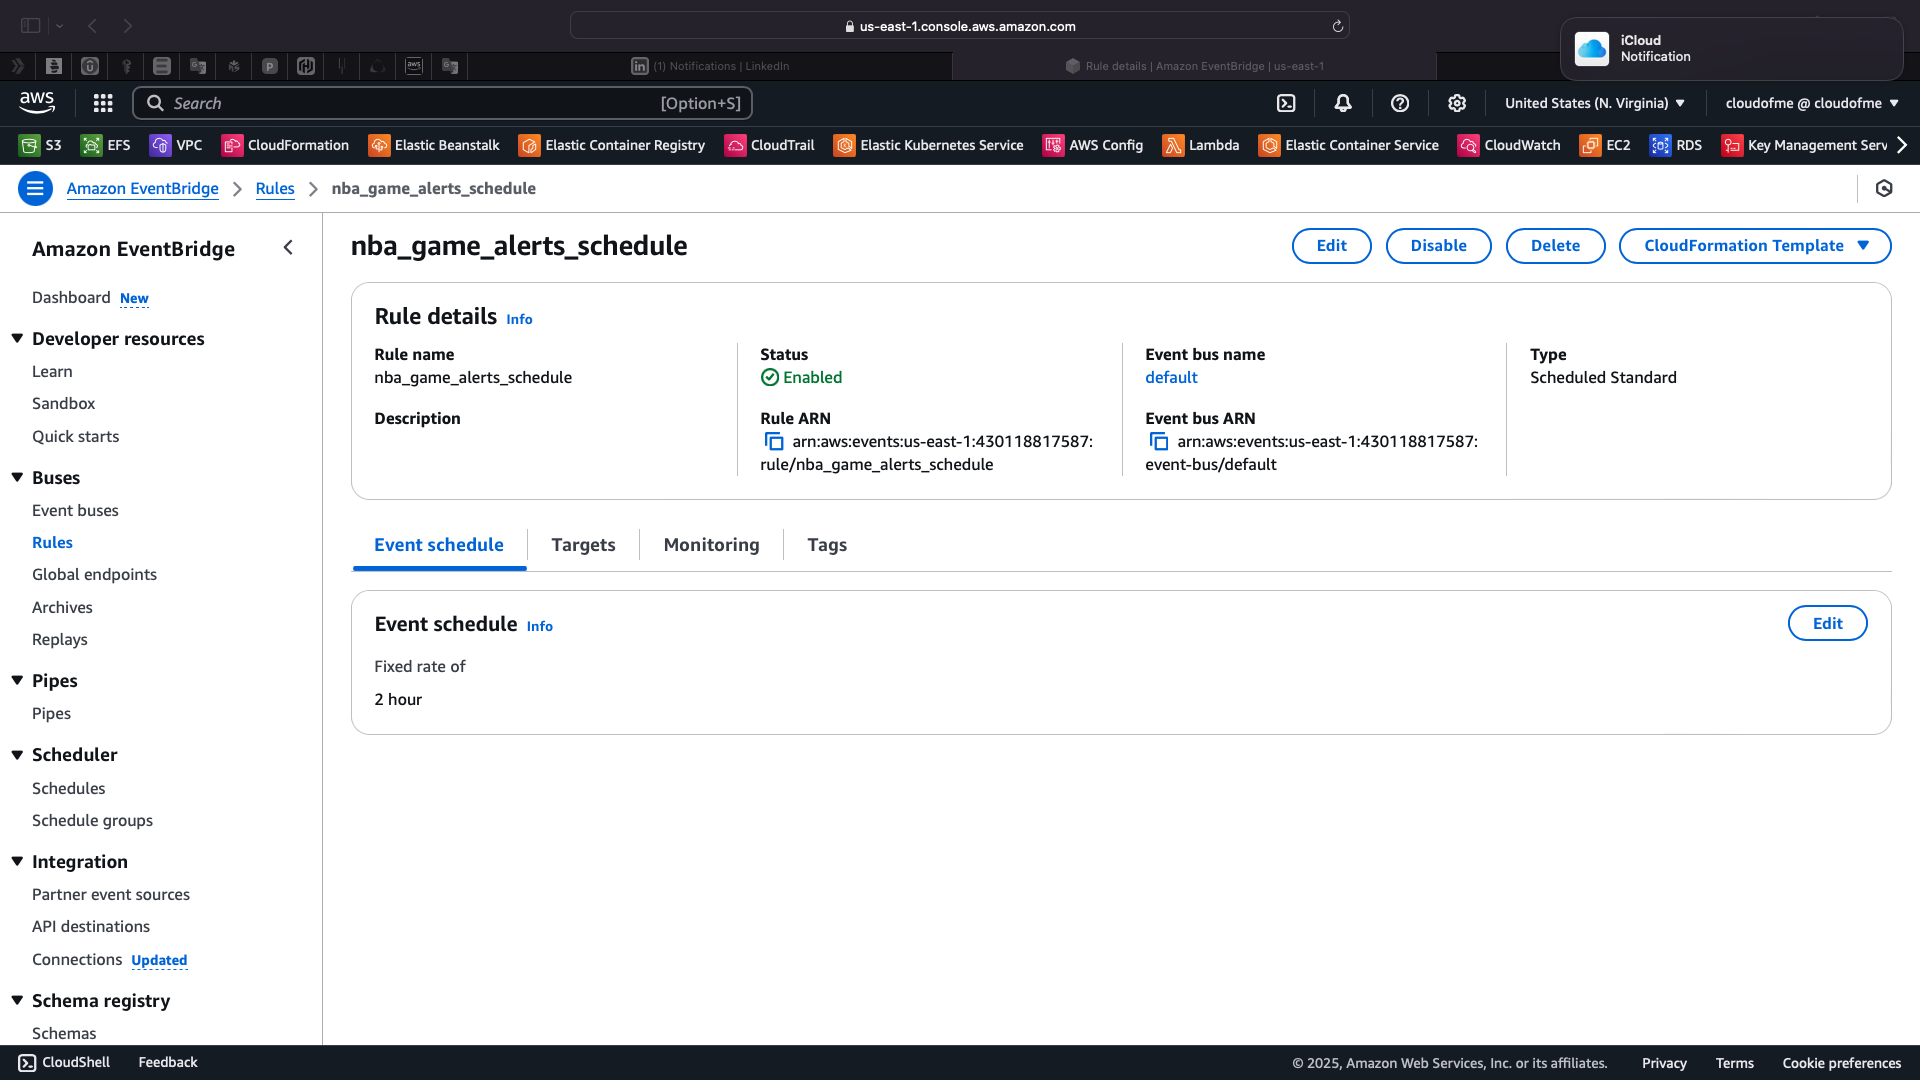 us-east-1.console.aws.amazon.com
iCloud
Notification
(1) Notifications | LinkedIn
Rule details | Amazon EventBridge | us-east-1
aws
Search
[Option+S]
United States (N. Virginia)
cloudofme @ cloudofme
S3
EFS
VPC
CloudFormation
Elastic Beanstalk
Elastic Container Registry
CloudTrail
Elastic Kubernetes Service
AWS Config
Lambda
Elastic Container Service
CloudWatch
EC2
RDS
Key Management Serv
Amazon EventBridge
Rules
nba_game_alerts_schedule
Amazon EventBridge
Dashboard New
Developer resources
Learn
Sandbox
Quick starts
Buses
Event buses
Rules
Global endpoints
Archives
Replays
Pipes
Pipes
Scheduler
Schedules
Schedule groups
Integration
Partner event sources
API destinations
Connections Updated
Schema registry
Schemas
nba_game_alerts_schedule
Edit
Disable
Delete
CloudFormation Template
Rule details Info
Rule name
nba_game_alerts_schedule
Description
Status
Enabled
Rule ARN
arn:aws:events:us-east-1:430118817587:
rule/nba_game_alerts_schedule
Event bus name
default
Event bus ARN
arn:aws:events:us-east-1:430118817587:
event-bus/default
Type
Scheduled Standard
Event schedule
Targets
Monitoring
Tags
Event schedule Info
Edit
Fixed rate of
2 hour
CloudShell
Feedback
© 2025, Amazon Web Services, Inc. or its affiliates.
Privacy
Terms
Cookie preferences